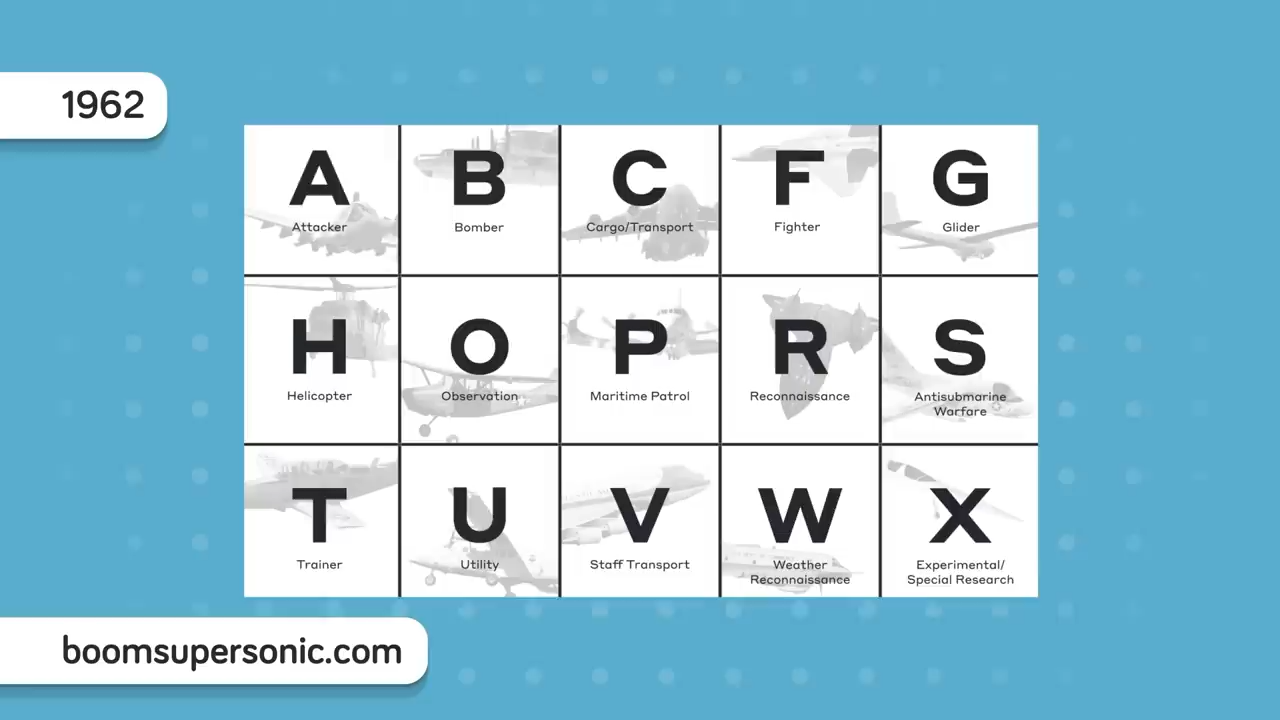 1962
A
Attacker
B
Bomber
C
Cargo/Transport
F
Fighter
G
Glider
H
Helicopter
O
Observation
P
Maritime Patrol
R
Reconnaissance
S
Antisubmarine
Warfare
T
Trainer
U
Utility
V
Staff Transport
W
Weather
Reconnaissance
X
Experimental/
Special Research
boomsupersonic.com